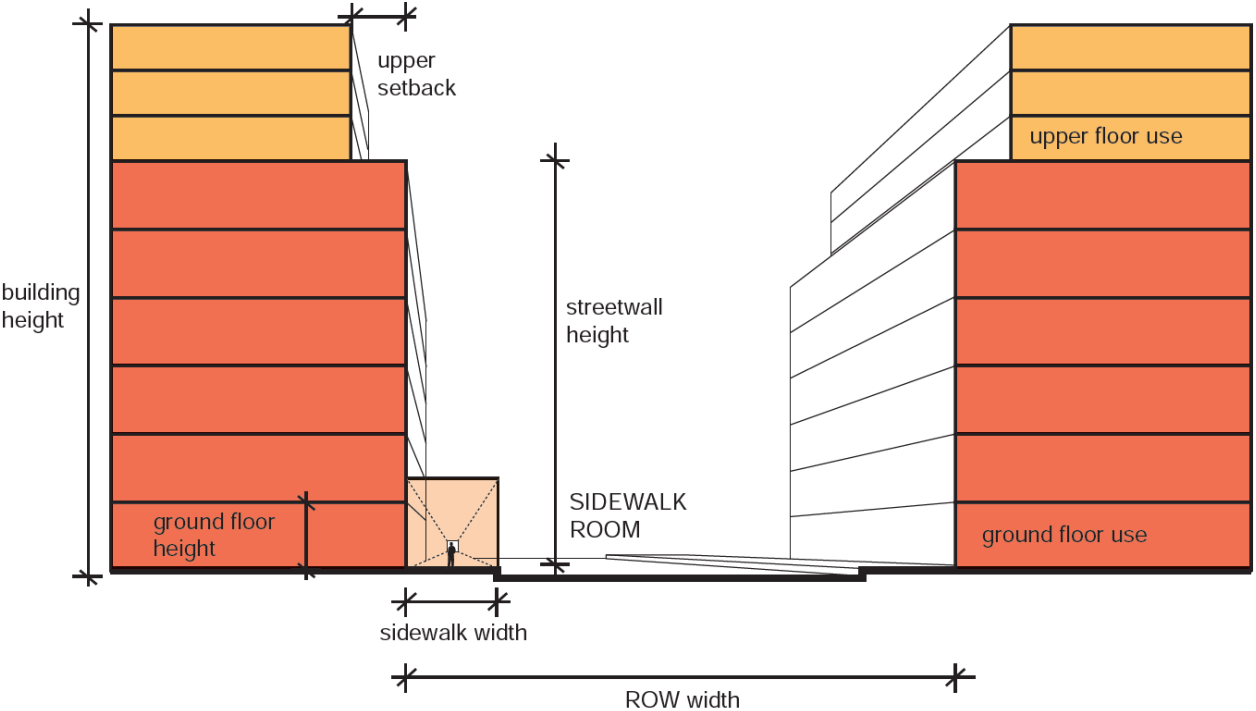 upper
setback
upper floor use
building
height
streetwall
height
SIDEWALK
ROOM
ground floor
height
ground floor use
sidewalk width
ROW width